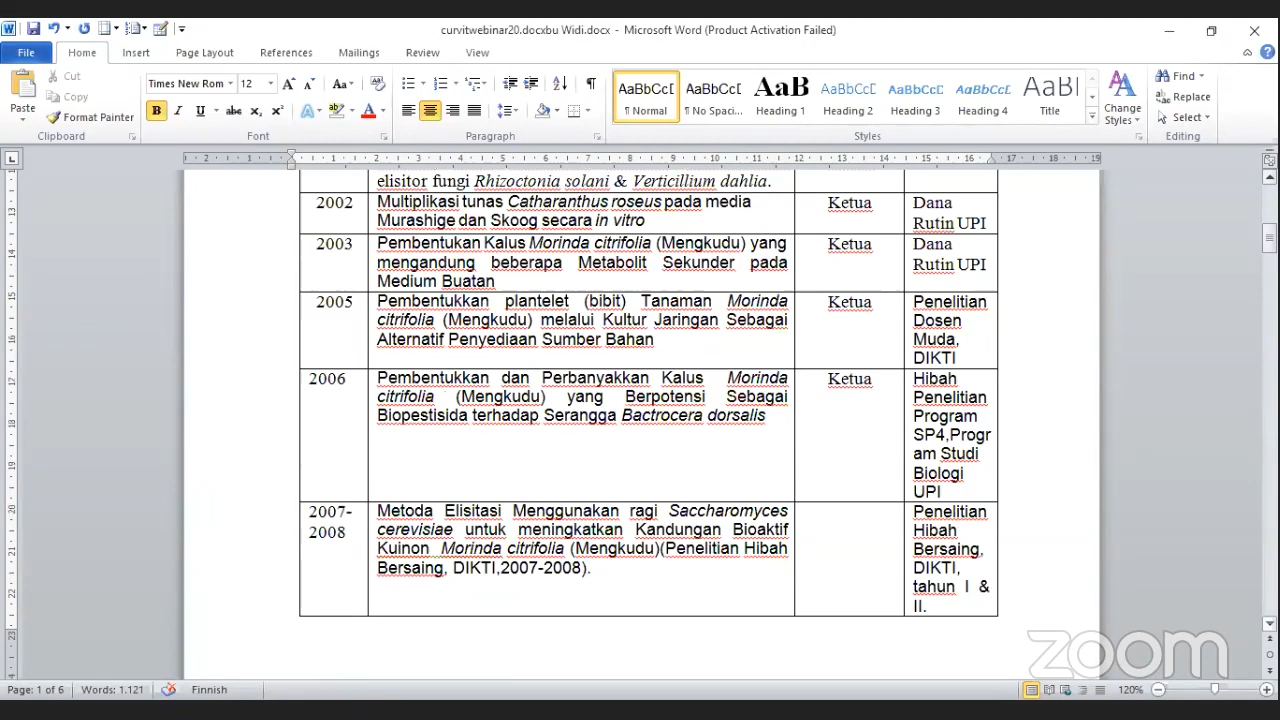 curvitwebinar20.docxbu Widi.docx - Microsoft Word (Product Activation Failed)
File Home Insert Page Layout References Mailings Review View
Paste
Cut
Copy
Format Painter
Clipboard
Times New Rom 12
Font
Paragraph
AaBbCcD AaBbCcD AaB AaBbCcD AaBbCcD AaBbCcD AaBI
¶ Normal ¶ No Spaci... Heading 1 Heading 2 Heading 3 Heading 4 Title
Change Styles
Styles
Find
Replace
Select
Editing
elisitor fungi Rhizoctonia solani & Verticillium dahlia.
2002
Multiplikasi tunas Catharanthus roseus pada media
Murashige dan Skoog secara in vitro
Ketua
Dana
Rutin UPI
2003
Pembentukan Kalus Morinda citrifolia (Mengkudu) yang
mengandung beberapa Metabolit Sekunder pada
Medium Buatan
Ketua
Dana
Rutin UPI
2005
Pembentukkan plantelet (bibit) Tanaman Morinda
citrifolia (Mengkudu) melalui Kultur Jaringan Sebagai
Alternatif Penyediaan Sumber Bahan
Ketua
Penelitian
Dosen
Muda,
DIKTI
2006
Pembentukkan dan Perbanyakkan Kalus Morinda
citrifolia (Mengkudu) yang Berpotensi Sebagai
Biopestisida terhadap Serangga Bactrocera dorsalis
Ketua
Hibah
Penelitian
Program
SP4,Progr
am Studi
Biologi
UPI
2007-
2008
Metoda Elisitasi Menggunakan ragi Saccharomyces
cerevisiae untuk meningkatkan Kandungan Bioaktif
Kuinon Morinda citrifolia (Mengkudu)(Penelitian Hibah
Bersaing, DIKTI,2007-2008).
Penelitian
Hibah
Bersaing,
DIKTI,
tahun I &
II.
zoom
Page: 1 of 6 Words: 1.121 Finnish 120%